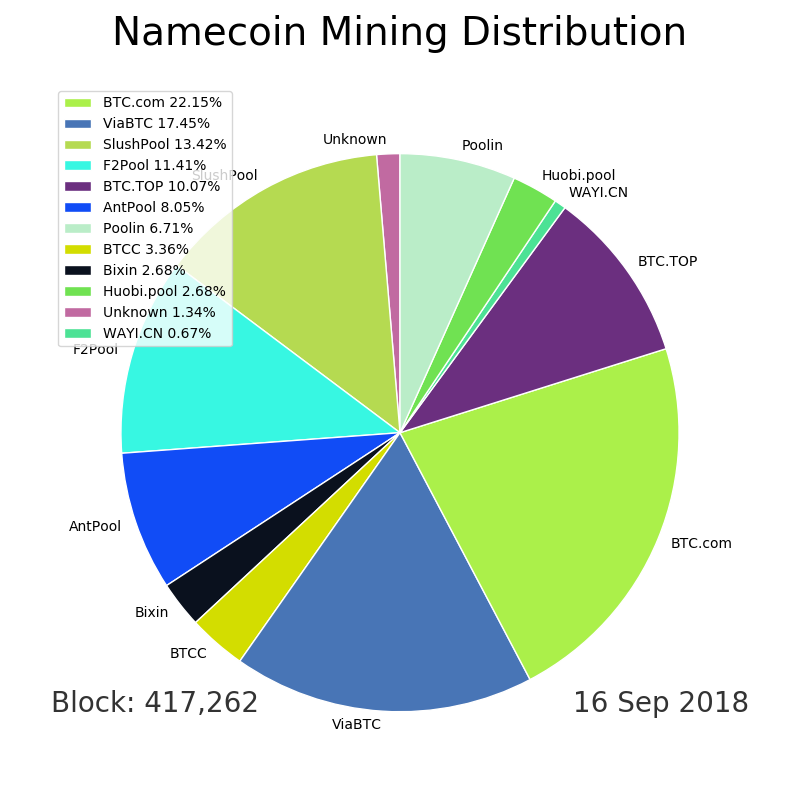 Namecoin Mining Distribution
BTC.com 22.15%
ViaBTC 17.45%
SlushPool 13.42%
F2Pool 11.41%
BTC.TOP 10.07%
AntPool 8.05%
Poolin 6.71%
BTCC 3.36%
Bixin 2.68%
Huobi.pool 2.68%
Unknown 1.34%
WAYI.CN 0.67%
Unknown
Poolin
SlushPool
Huobi.pool
WAYI.CN
BTC.TOP
F2Pool
AntPool
BTC.com
Bixin
BTCC
ViaBTC
Block: 417,262
16 Sep 2018